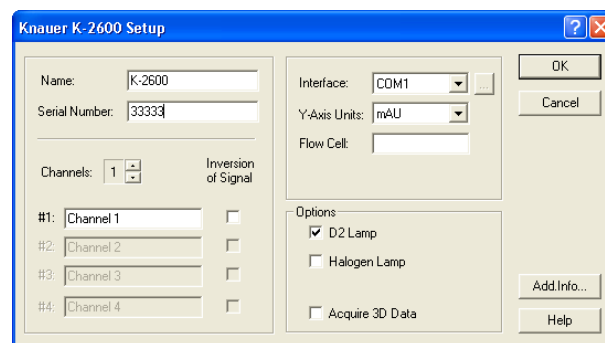 Knauer K-2600 Setup
Name: K-2600
Serial Number: 33333
Channels: 1
Inversion
of Signal
#1: Channel 1
#2: Channel 2
#3: Channel 3
#4: Channel 4
Interface: COM1 ...
Y-Axis Units: mAU
Flow Cell:
Options
D2 Lamp
Halogen Lamp
Acquire 3D Data
OK
Cancel
Add.Info...
Help